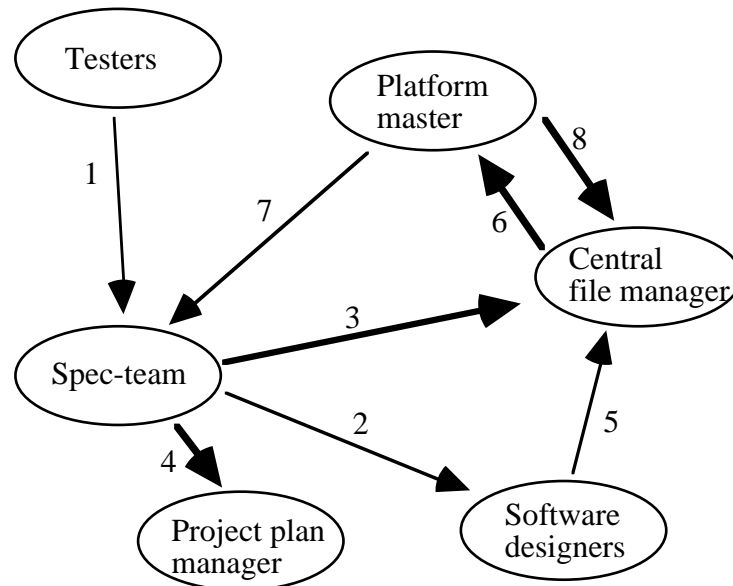 Testers
Platform
master
1
7
8
6
Central
file manager
3
Spec-team
2
5
4
Project plan
manager
Software
designers